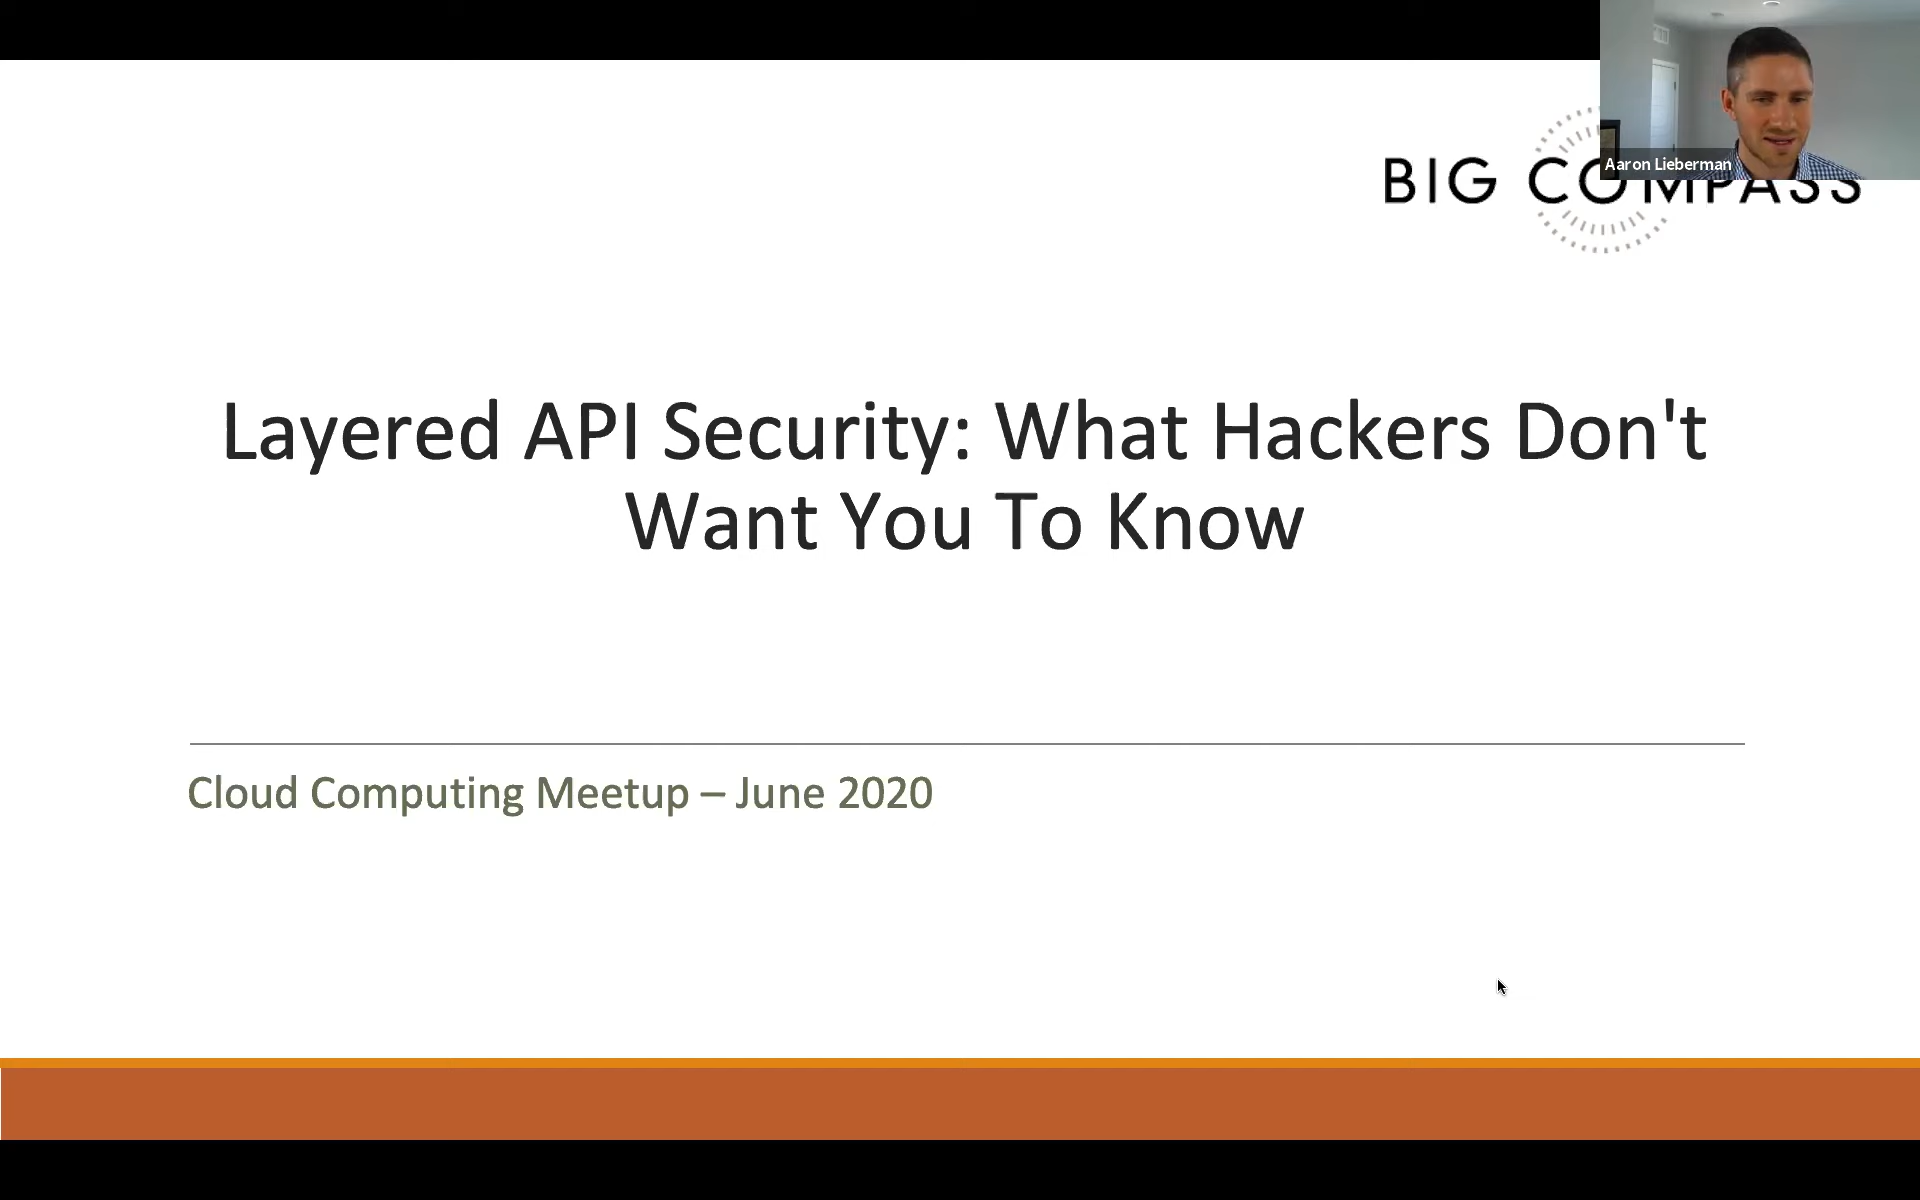 Aaron Lieberman
BIG COMPASS
Layered API Security: What Hackers Don't
Want You To Know
Cloud Computing Meetup – June 2020